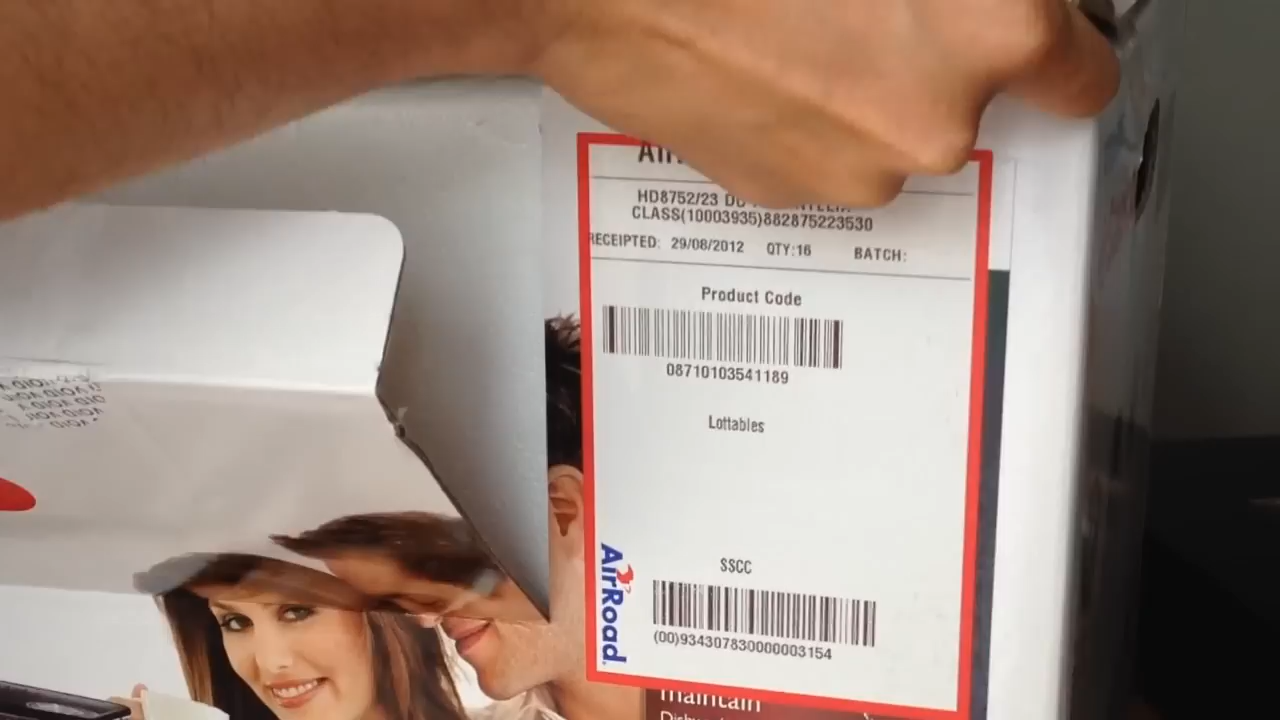 HD8752/23
CLASS(10003935)882875223530
RECEIPTED: 29/08/2012 QTY:16 BATCH:
Product Code
08710103541189
Lottables
SSCC
(00)934307830000003154
AirRoad
maintain